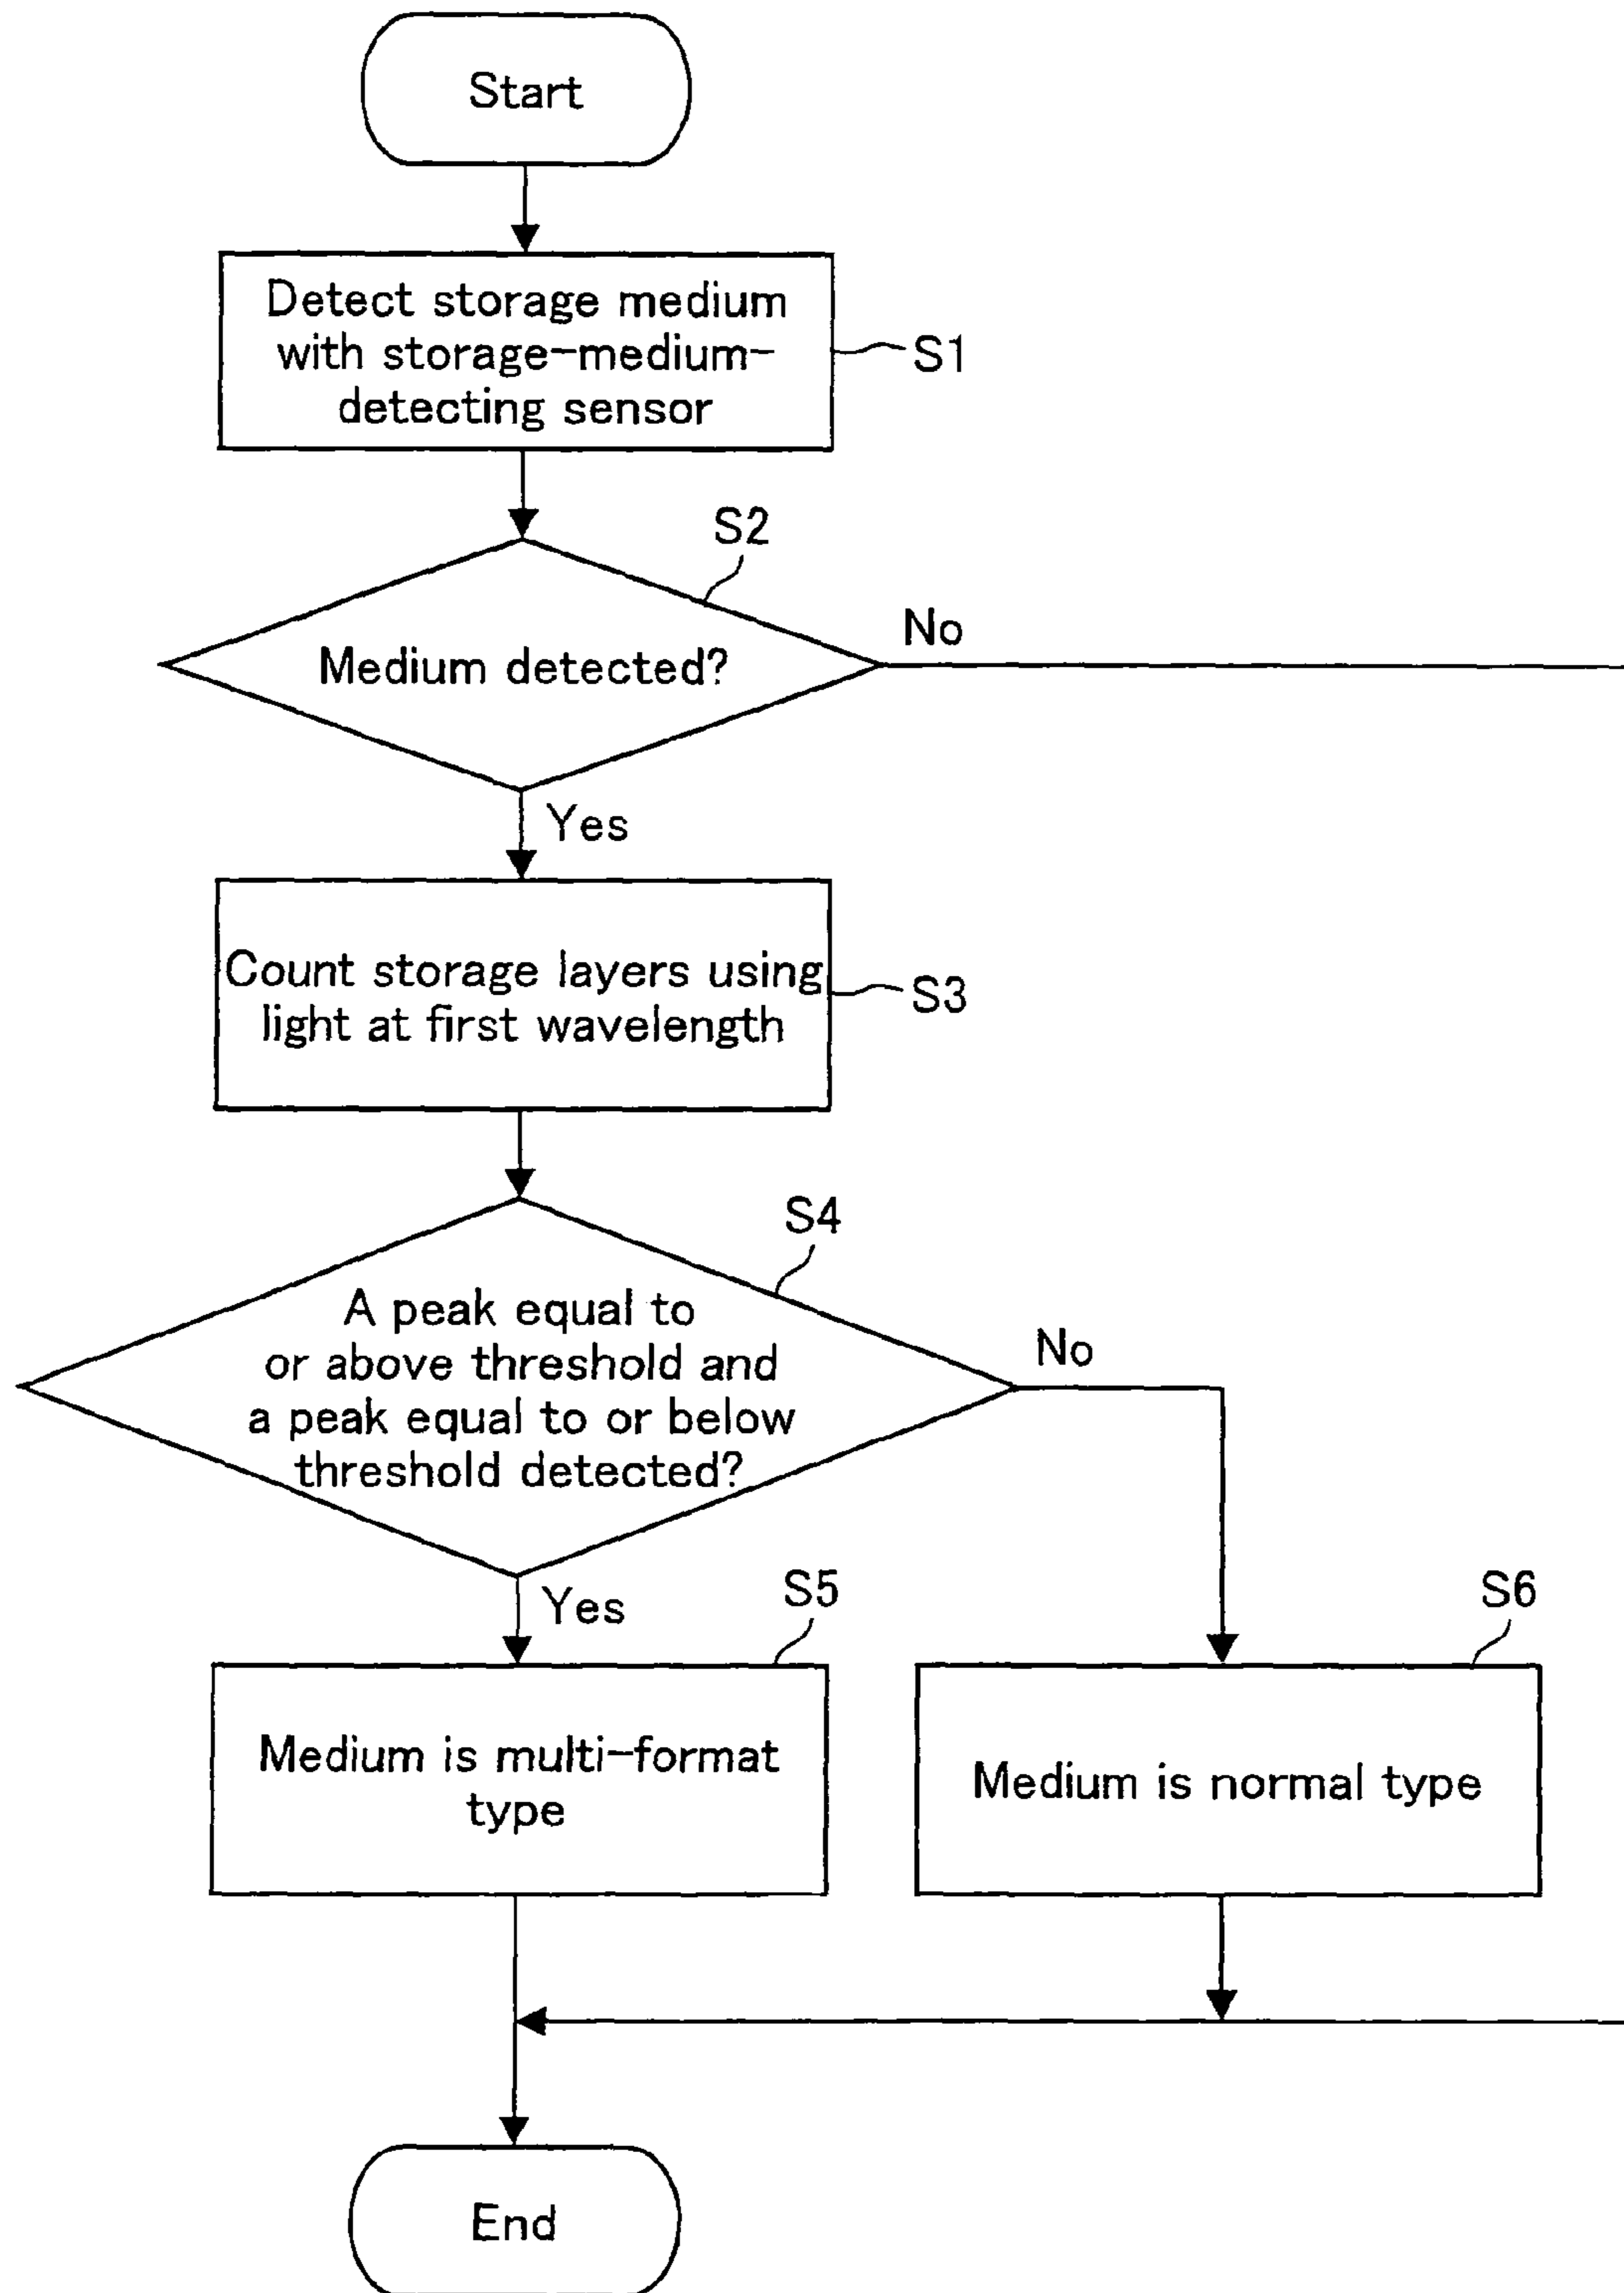 Start
Detect storage medium
with storage-medium-
detecting sensor
S1
S2
Medium detected?
No
Yes
Count storage layers using
light at first wavelength
S3
S4
A peak equal to
or above threshold and
a peak equal to or below
threshold detected?
No
Yes
S5
Medium is multi-format
type
S6
Medium is normal type
End